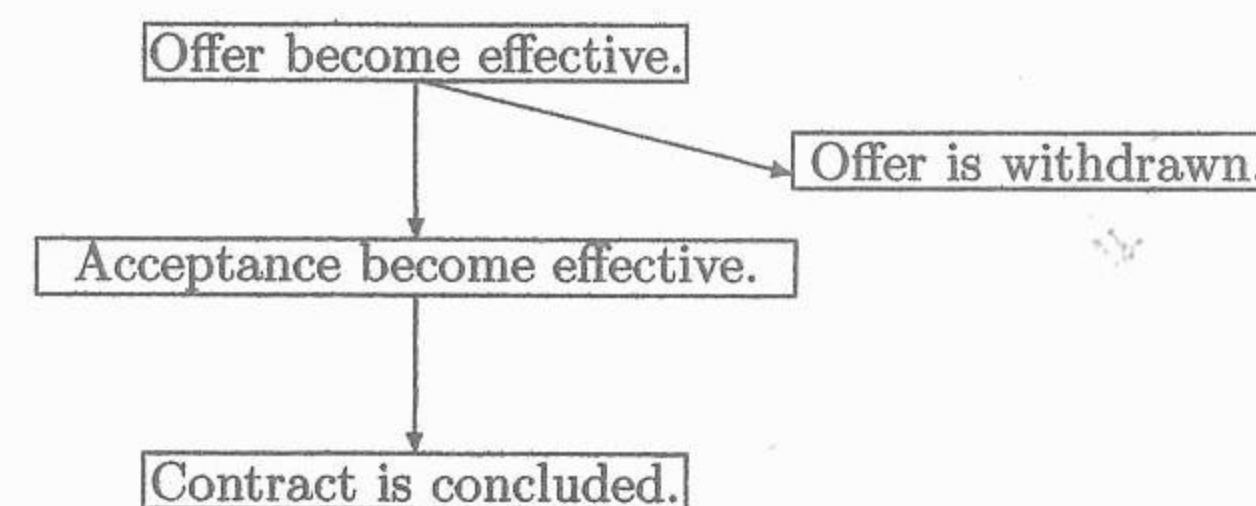 Offer become effective.
Offer is withdrawn.
Acceptance become effective.
Contract is concluded.